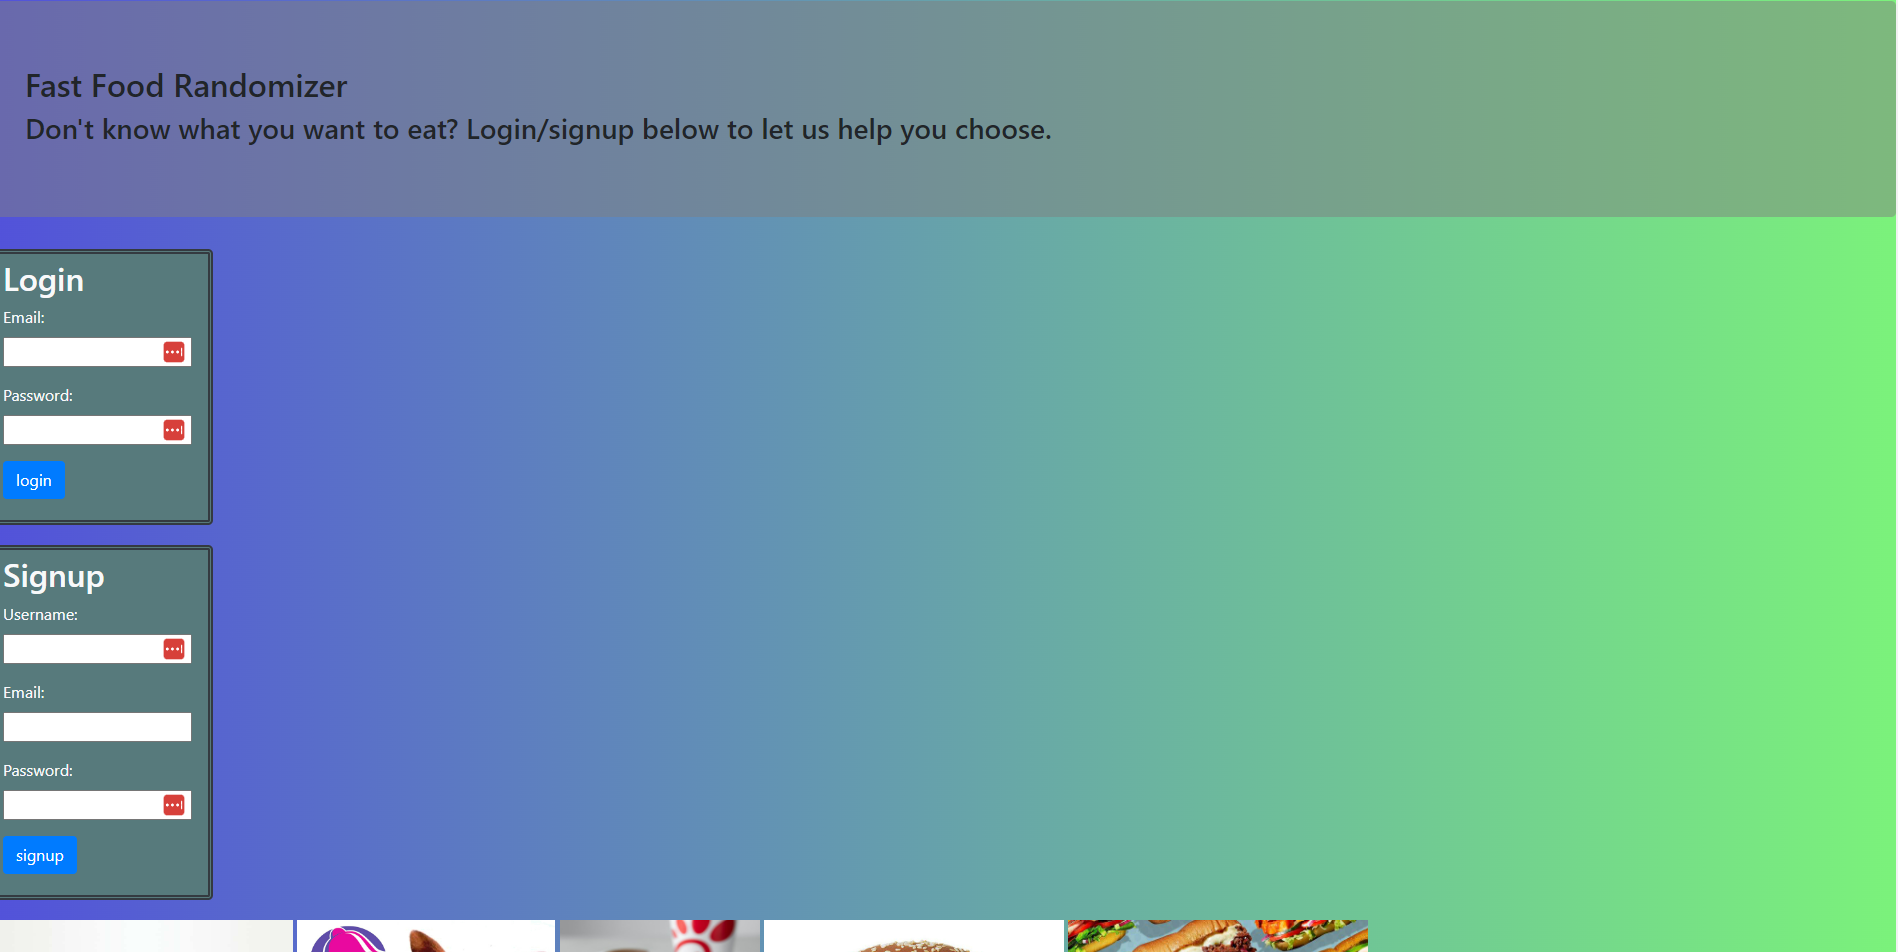 Fast Food Randomizer
Don't know what you want to eat? Login/signup below to let us help you choose.
Login
Email:
Password:
login
Signup
Username:
Email:
Password:
signup